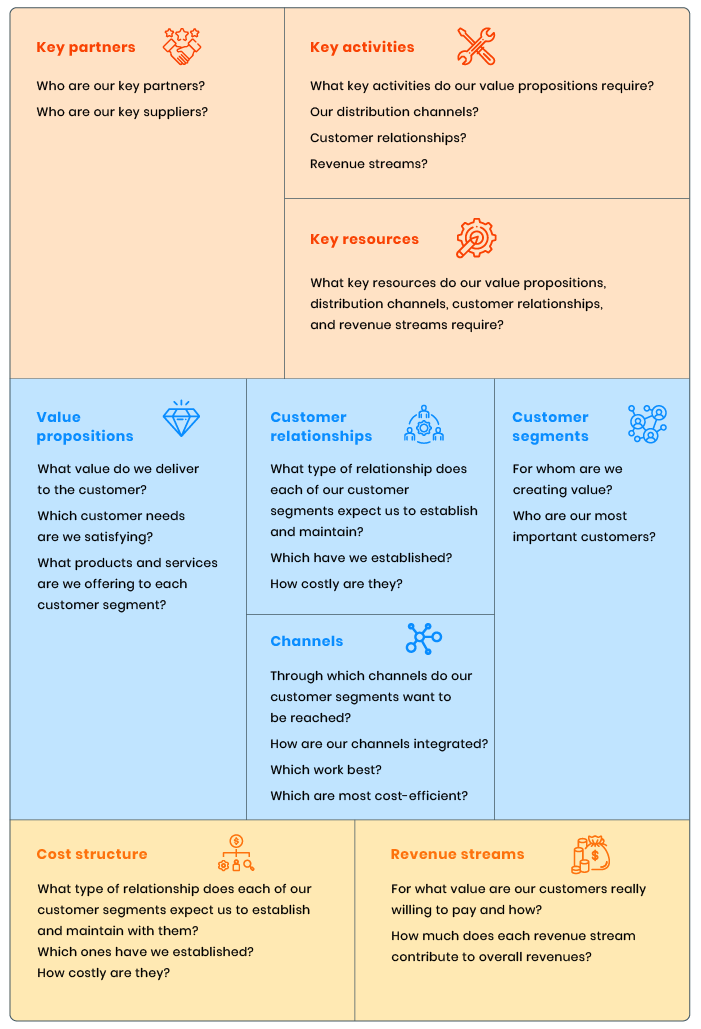 Key partners
Who are our key partners?
Who are our key suppliers?
Key activities
What key activities do our value propositions require?
Our distribution channels?
Customer relationships?
Revenue streams?
Key resources
What key resources do our value propositions,
distribution channels, customer relationships,
and revenue streams require?
Value
propositions
What value do we deliver
to the customer?
Which customer needs
are we satisfying?
What products and services
are we offering to each
customer segment?
Customer
relationships
What type of relationship does
each of our customer
segments expect us to establish
and maintain?
Which have we established?
How costly are they?
Channels
Through which channels do our
customer segments want to
be reached?
How are our channels integrated?
Which work best?
Which are most cost-efficient?
Customer
segments
For whom are we
creating value?
Who are our most
important customers?
Cost structure
$
What type of relationship does each of our
customer segments expect us to establish
and maintain with them?
Which ones have we established?
How costly are they?
Revenue streams
$
For what value are our customers really
willing to pay and how?
How much does each revenue stream
contribute to overall revenues?